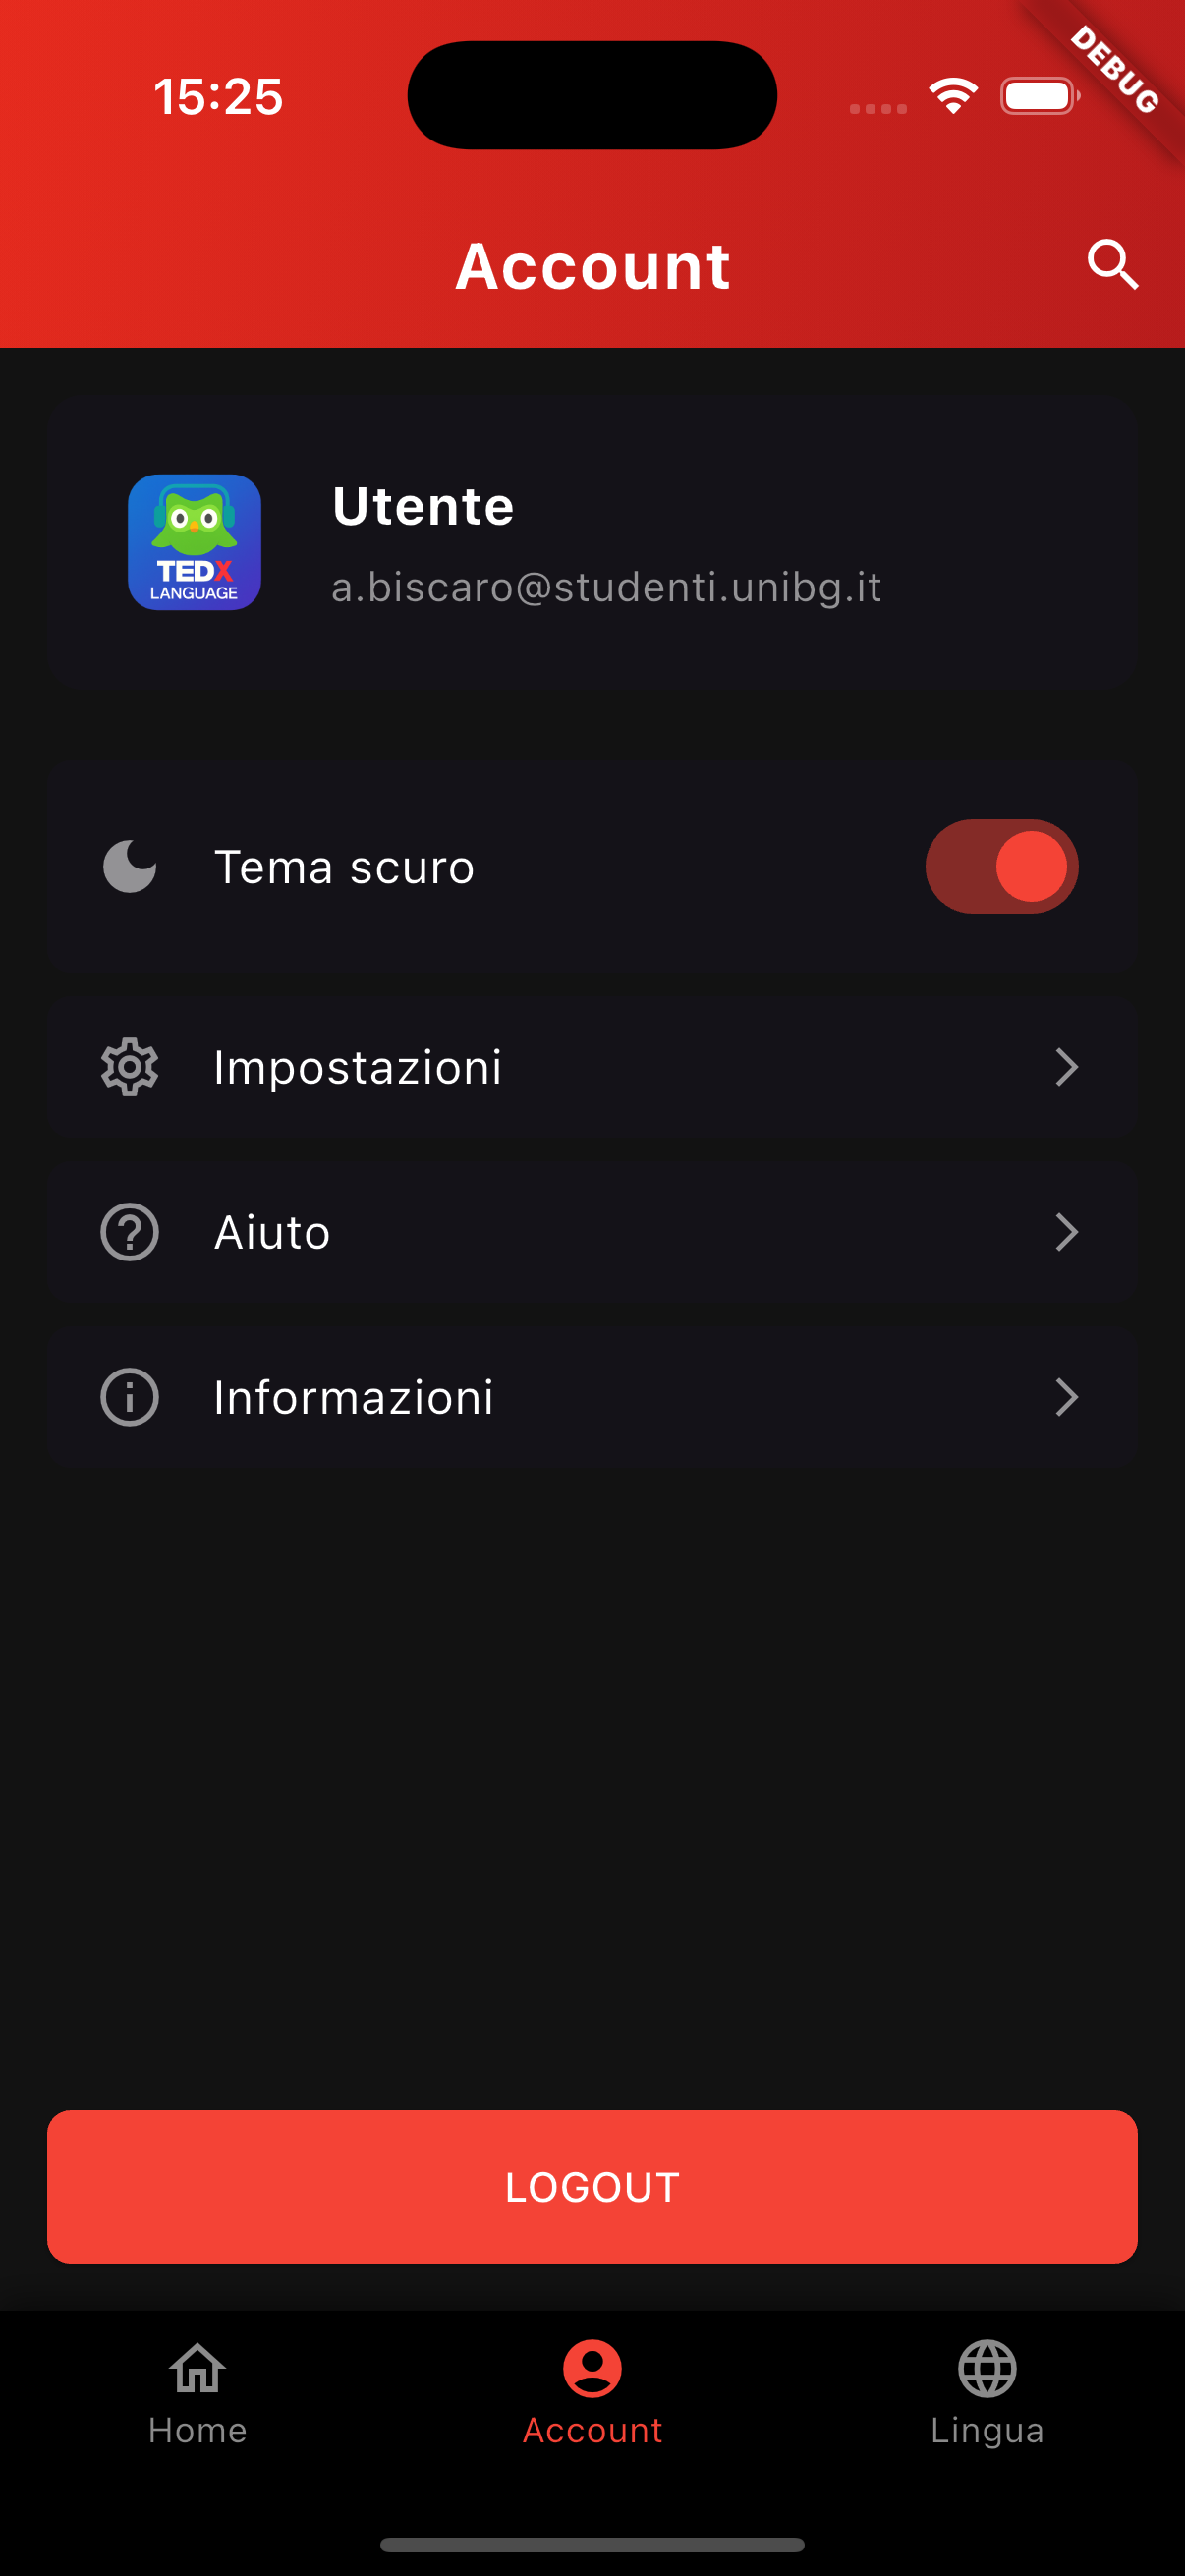 15:25
DEBUG
Account
Utente
a.biscaro@studenti.unibg.it
TEDX
LANGUAGE
Tema scuro
Impostazioni
Aiuto
Informazioni
LOGOUT
Home
Account
Lingua